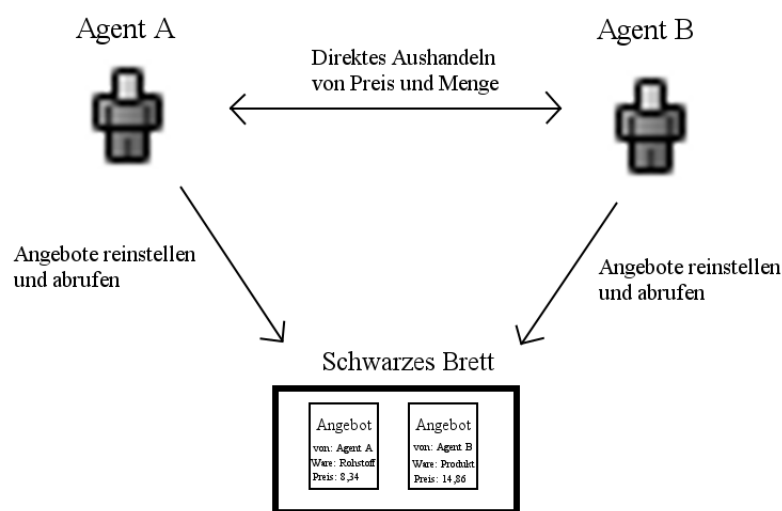 Agent A
Agent B
Direktes Aushandeln
von Preis und Menge
Angebote reinstellen
und abrufen
Angebote reinstellen
und abrufen
Schwarzes Brett
Angebot
von: Agent A
Ware: Rohstoff
Preis: 8,34
Angebot
von: Agent B
Ware: Produkt
Preis: 14,86